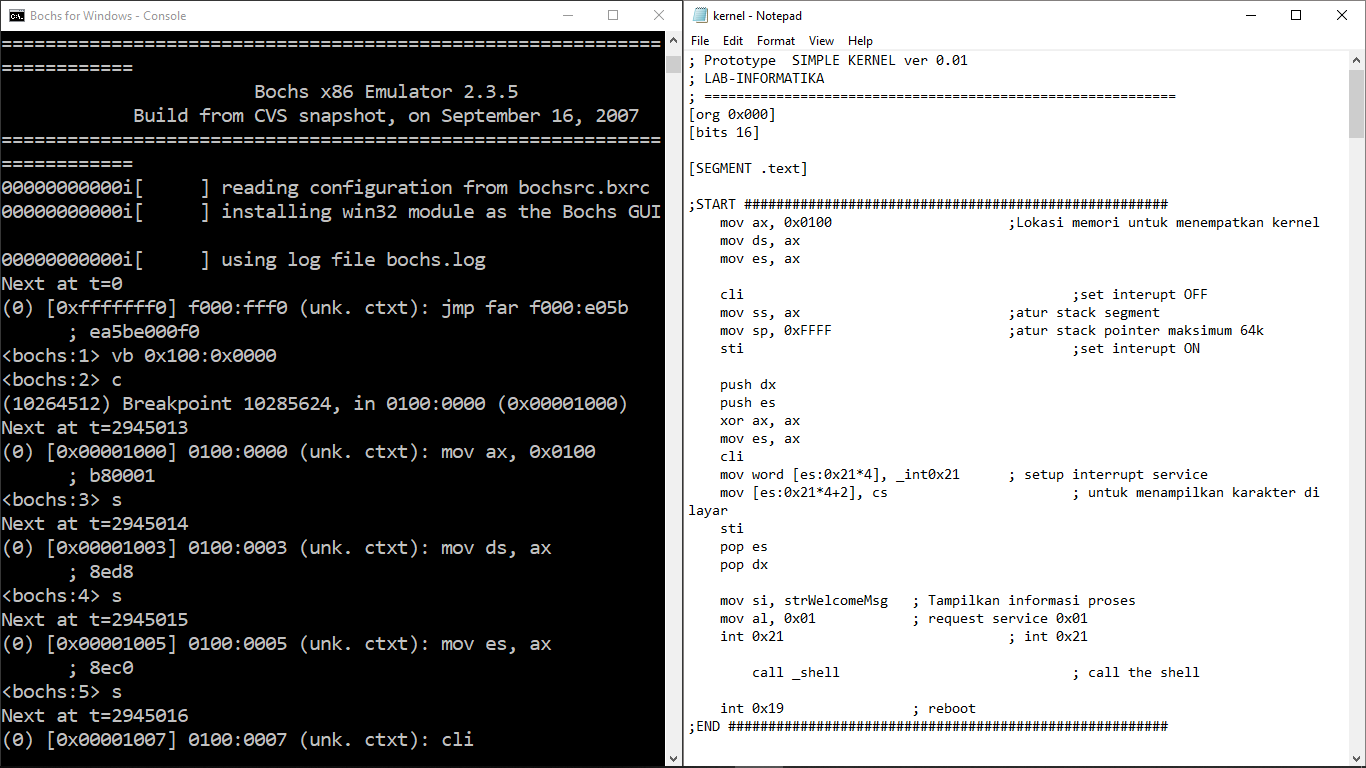 Bochs for Windows - Console
========================================================================
Bochs x86 Emulator 2.3.5
Build from CVS snapshot, on September 16, 2007
========================================================================
00000000000i[      ] reading configuration from bochsrc.bxrc
00000000000i[      ] installing win32 module as the Bochs GUI
00000000000i[      ] using log file bochs.log
Next at t=0
(0) [0xfffffff0] f000:fff0 (unk. ctxt): jmp far f000:e05b
; ea5be000f0
<bochs:1> vb 0x100:0x0000
<bochs:2> c
(10264512) Breakpoint 10285624, in 0100:0000 (0x00001000)
Next at t=2945013
(0) [0x00001000] 0100:0000 (unk. ctxt): mov ax, 0x0100
; b80001
<bochs:3> s
Next at t=2945014
(0) [0x00001003] 0100:0003 (unk. ctxt): mov ds, ax
; 8ed8
<bochs:4> s
Next at t=2945015
(0) [0x00001005] 0100:0005 (unk. ctxt): mov es, ax
; 8ec0
<bochs:5> s
Next at t=2945016
(0) [0x00001007] 0100:0007 (unk. ctxt): cli
kernel - Notepad
File Edit Format View Help
; Prototype  SIMPLE KERNEL ver 0.01
; LAB-INFORMATIKA
; ===========================================================
[org 0x000]
[bits 16]
[SEGMENT .text]
;START #####################################################
mov ax, 0x0100 ;Lokasi memori untuk menempatkan kernel
mov ds, ax
mov es, ax
cli ;set interupt OFF
mov ss, ax ;atur stack segment
mov sp, 0xFFFF ;atur stack pointer maksimum 64k
sti ;set interupt ON
push dx
push es
xor ax, ax
mov es, ax
cli
mov word [es:0x21*4], _int0x21 ; setup interrupt service
mov [es:0x21*4+2], cs ; untuk menampilkan karakter di
layar
sti
pop es
pop dx
mov si, strWelcomeMsg ; Tampilkan informasi proses
mov al, 0x01 ; request service 0x01
int 0x21 ; int 0x21
call _shell ; call the shell
int 0x19 ; reboot
;END #######################################################